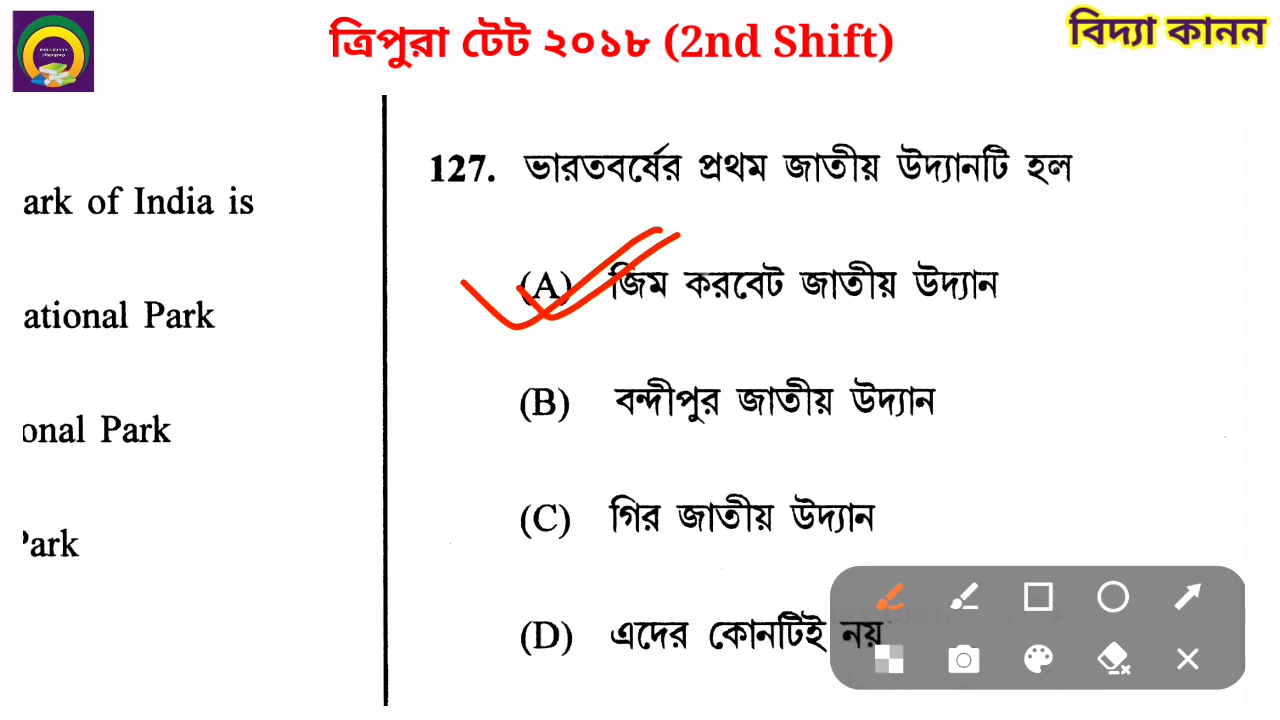 ত্রিপুরা টেট ২০১৮ (2nd Shift)
বিদ্যা কানন
ark of India is
ational Park
onal Park
Park
127. ভারতবর্ষের প্রথম জাতীয় উদ্যানটি হল
(A) জিম করবেট জাতীয় উদ্যান
(B) বন্দীপুর জাতীয় উদ্যান
(C) গির জাতীয় উদ্যান
(D) এদের কোনটিই নয়